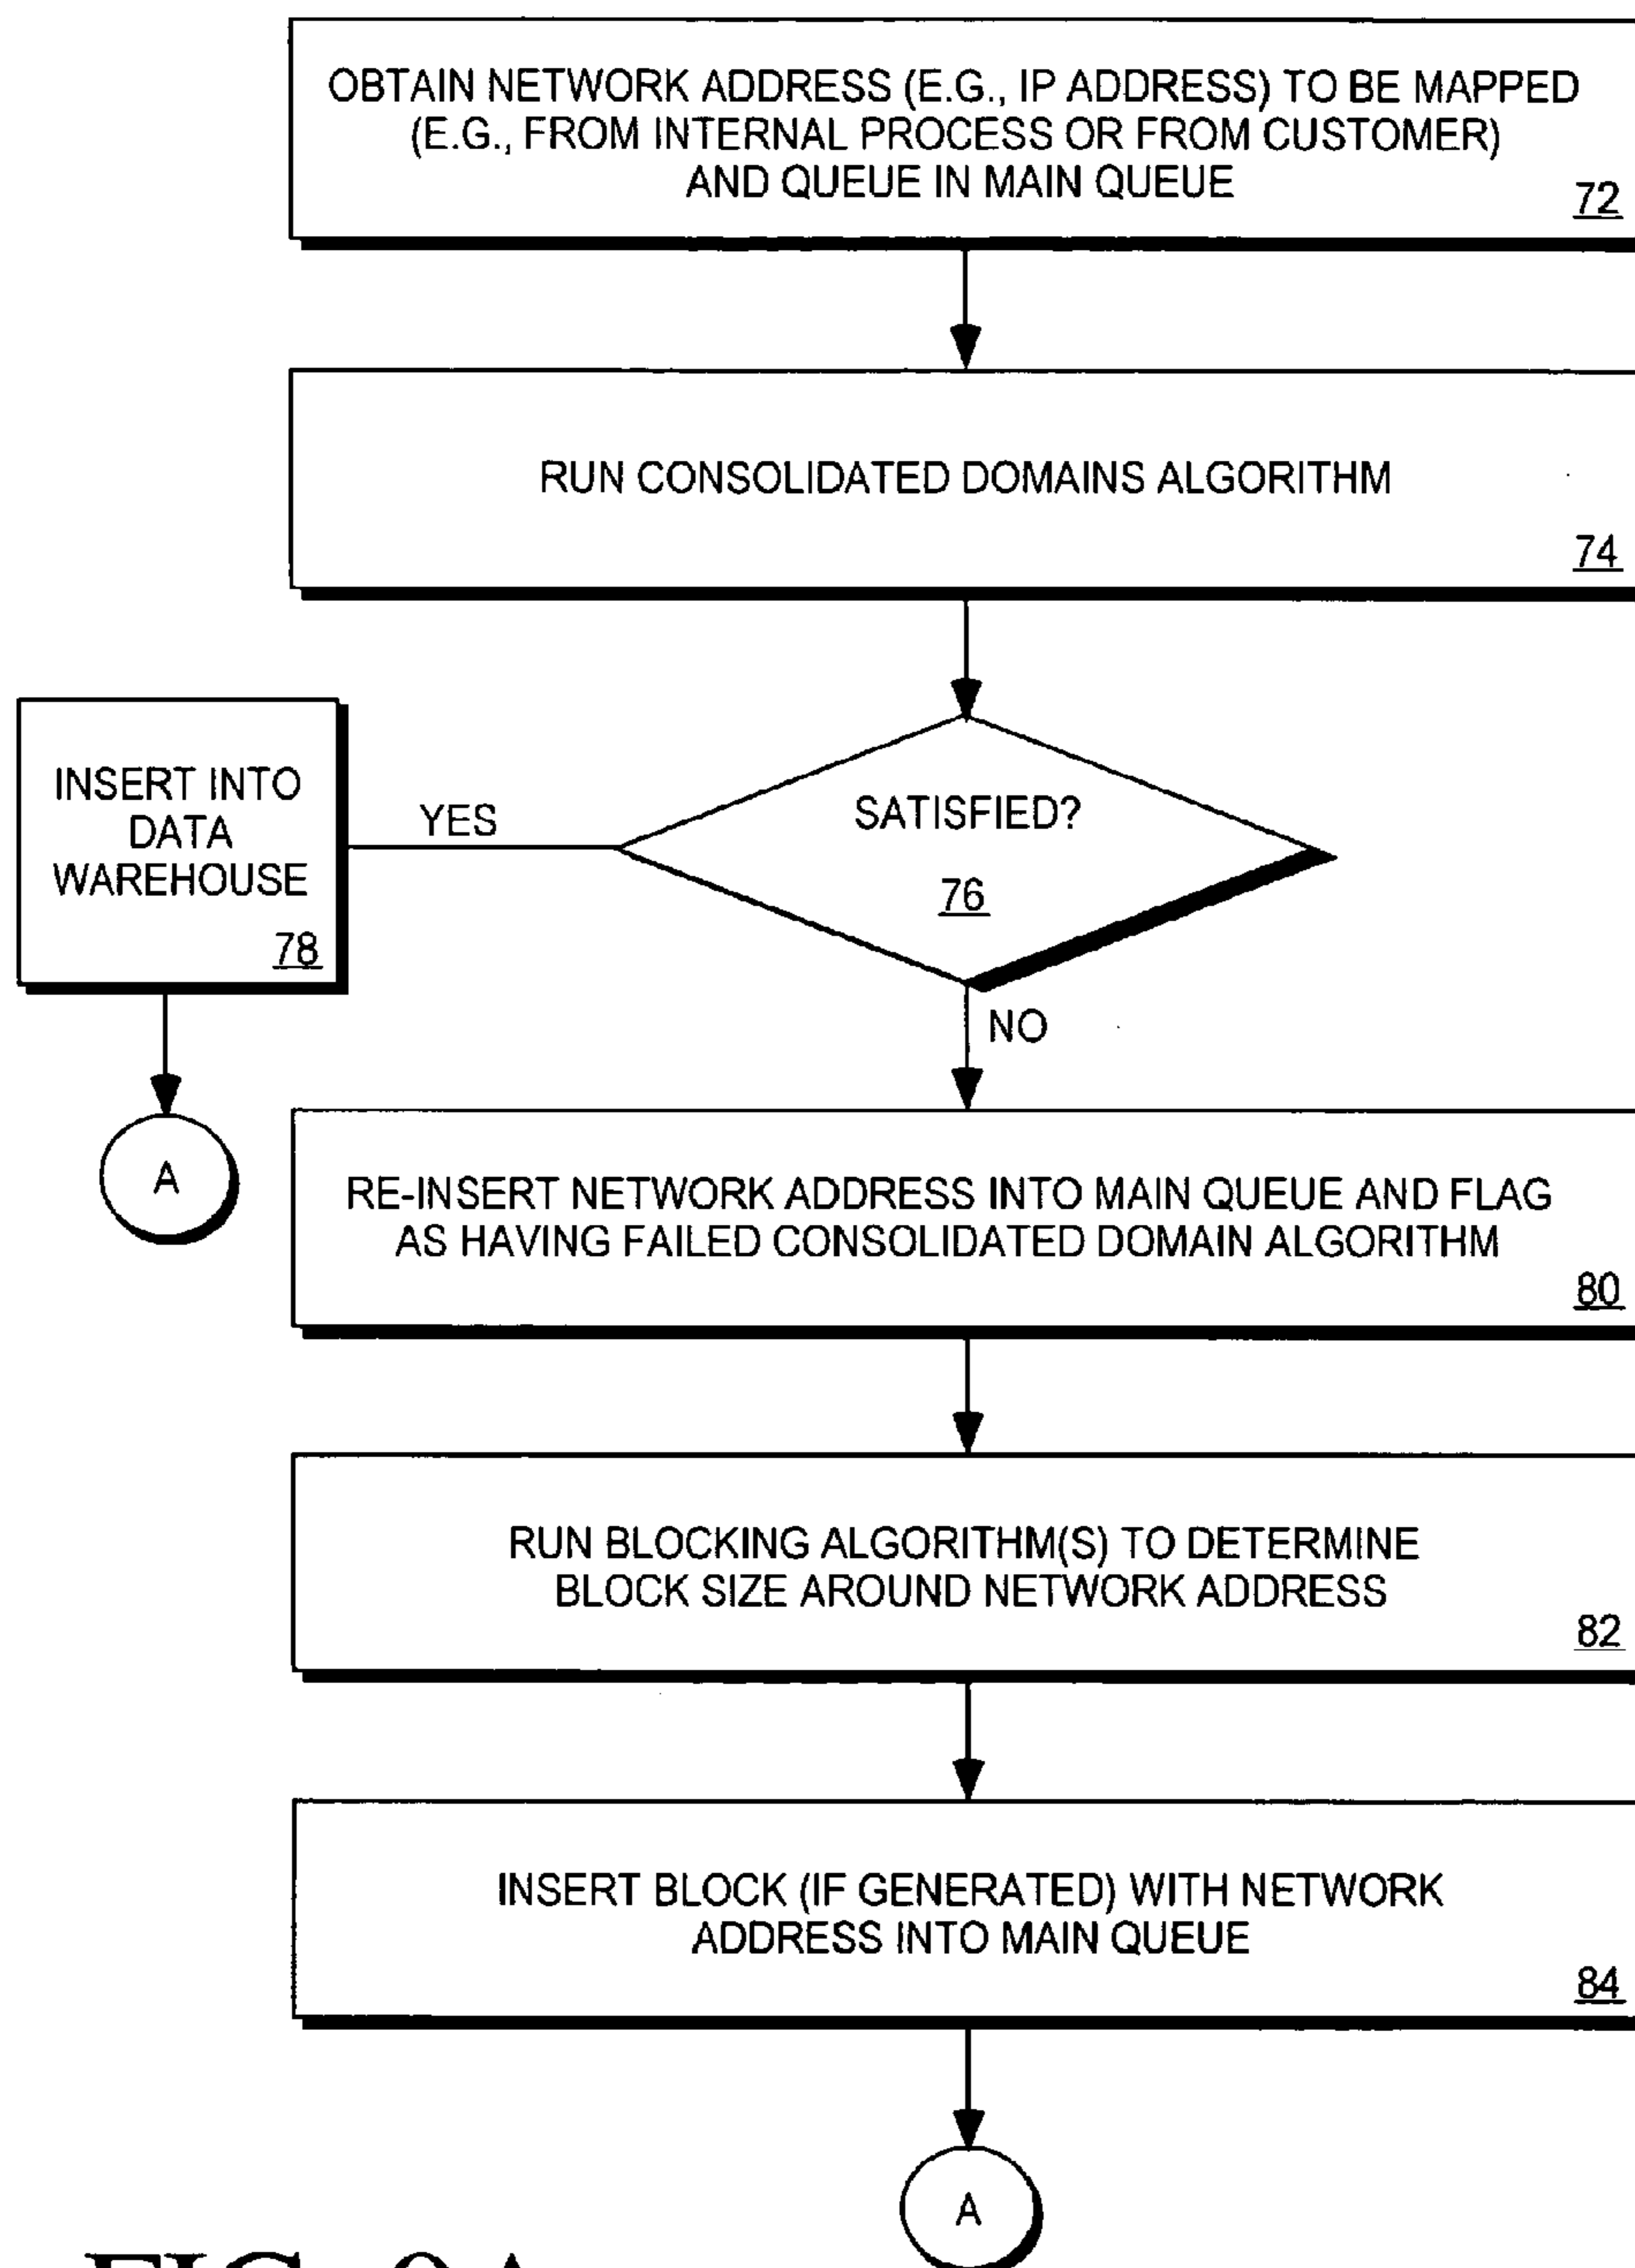 OBTAIN NETWORK ADDRESS (E.G., IP ADDRESS) TO BE MAPPED
(E.G., FROM INTERNAL PROCESS OR FROM CUSTOMER)
AND QUEUE IN MAIN QUEUE
72
RUN CONSOLIDATED DOMAINS ALGORITHM
74
INSERT INTO
DATA
WAREHOUSE
78
YES
SATISFIED?
76
NO
A
RE-INSERT NETWORK ADDRESS INTO MAIN QUEUE AND FLAG
AS HAVING FAILED CONSOLIDATED DOMAIN ALGORITHM
80
RUN BLOCKING ALGORITHM(S) TO DETERMINE
BLOCK SIZE AROUND NETWORK ADDRESS
82
INSERT BLOCK (IF GENERATED) WITH NETWORK
ADDRESS INTO MAIN QUEUE
84
A